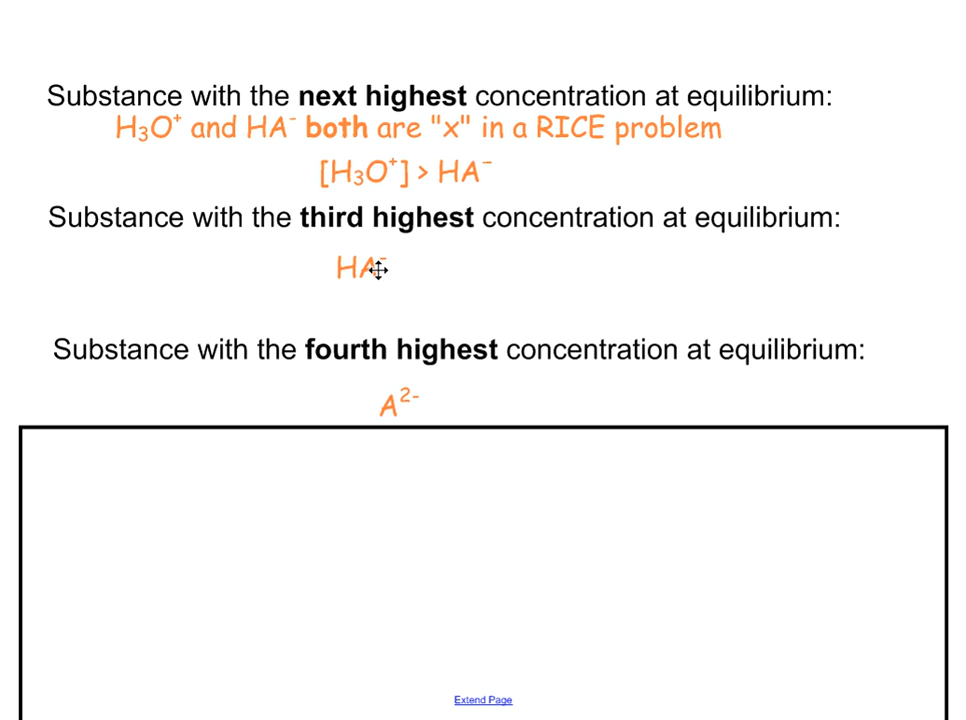 Substance with the next highest concentration at equilibrium:
H₃O⁺ and HA⁻ both are "x" in a RICE problem
[H₃O⁺] > HA⁻
Substance with the third highest concentration at equilibrium:
HA⁻
Substance with the fourth highest concentration at equilibrium:
A²⁻
Extend Page